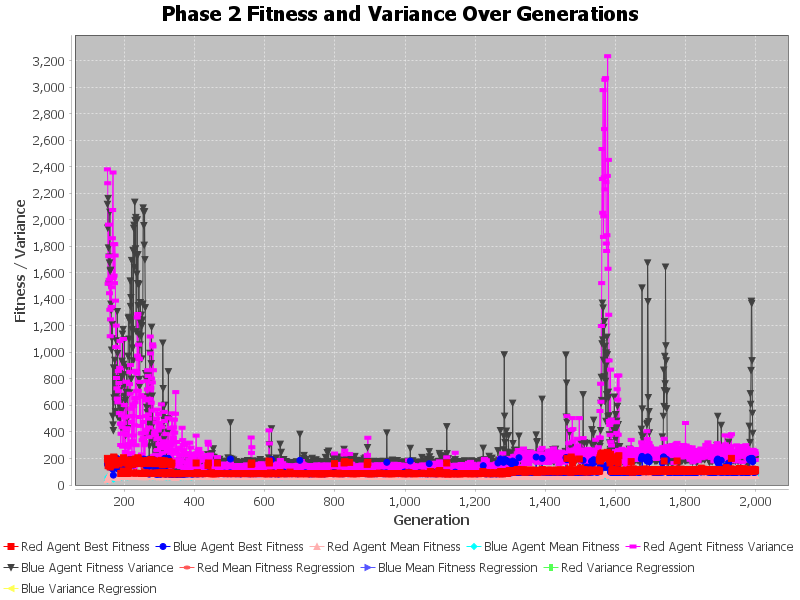 Phase 2 Fitness and Variance Over Generations
3,200
3,000
2,800
2,600
2,400
2,200
2,000
1,800
1,600
1,400
1,200
1,000
800
600
400
200
0
Fitness / Variance
200 400 600 800 1,000 1,200 1,400 1,600 1,800 2,000
Generation
Red Agent Best Fitness Blue Agent Best Fitness Red Agent Mean Fitness Blue Agent Mean Fitness Red Agent Fitness Variance
Blue Agent Fitness Variance Red Mean Fitness Regression Blue Mean Fitness Regression Red Variance Regression
Blue Variance Regression